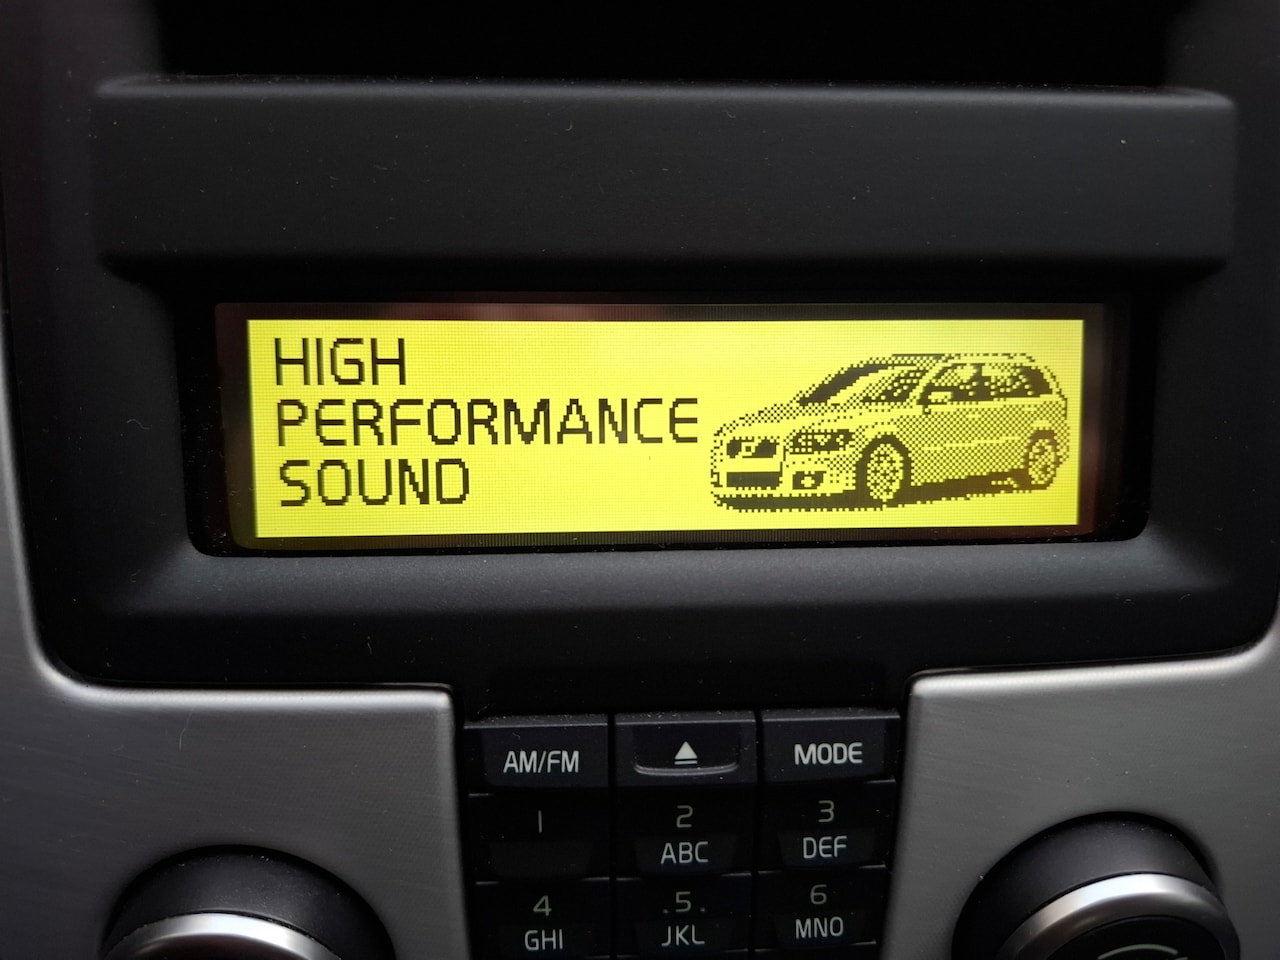 HIGH
PERFORMANCE
SOUND
AM/FM
MODE
1
2
3
ABC
DEF
4
.5.
6
GHI
JKL
MNO